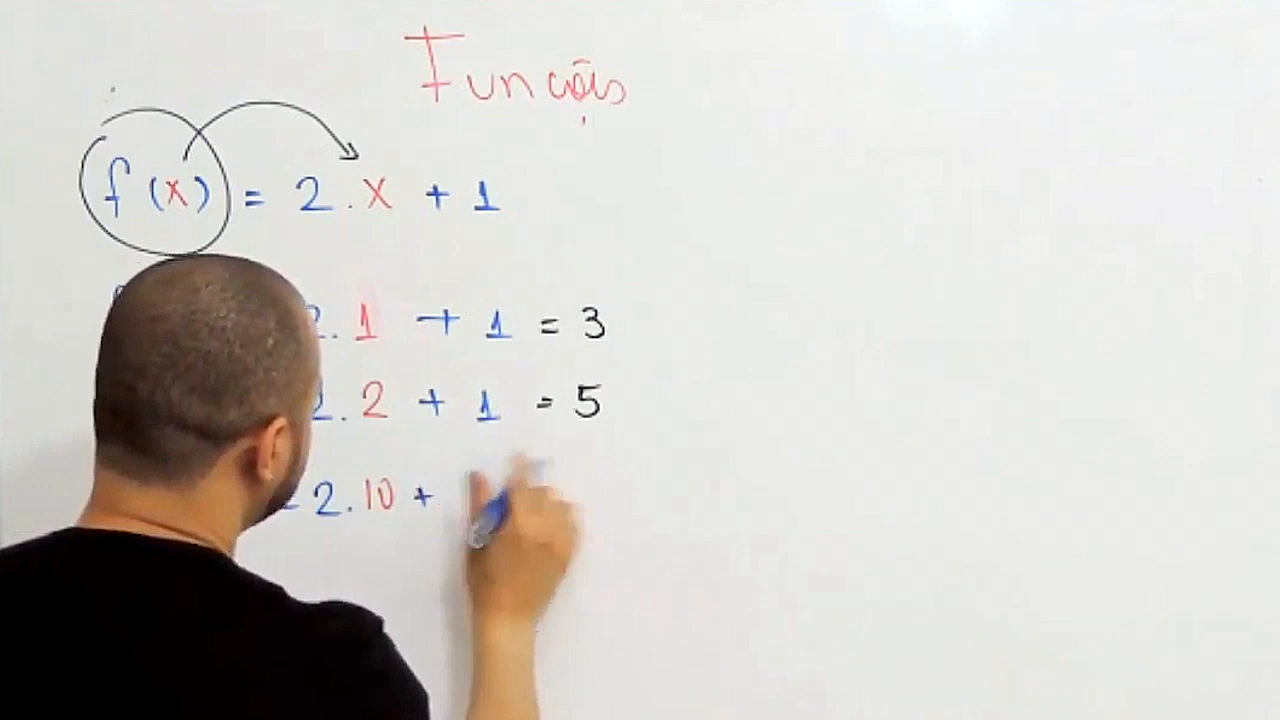 Funções
f(x) = 2.x + 1
2.1 + 1 = 3
2.2 + 1 = 5
= 2.10 +